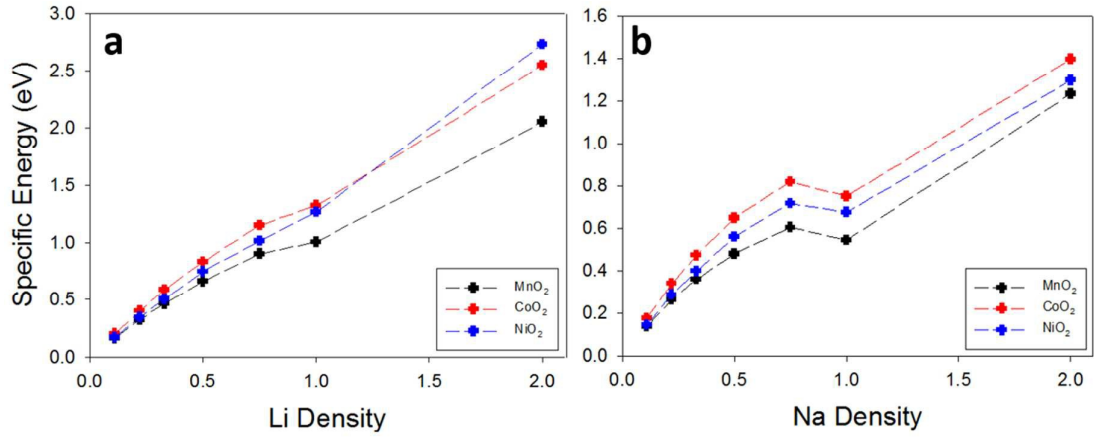 a
Specific Energy (eV)
3.0
2.5
2.0
1.5
1.0
0.5
0.0
0.0 0.5 1.0 1.5 2.0
Li Density
MnO₂
CoO₂
NiO₂
b
1.6
1.4
1.2
1.0
0.8
0.6
0.4
0.2
0.0
0.0 0.5 1.0 1.5 2.0
Na Density
MnO₂
CoO₂
NiO₂